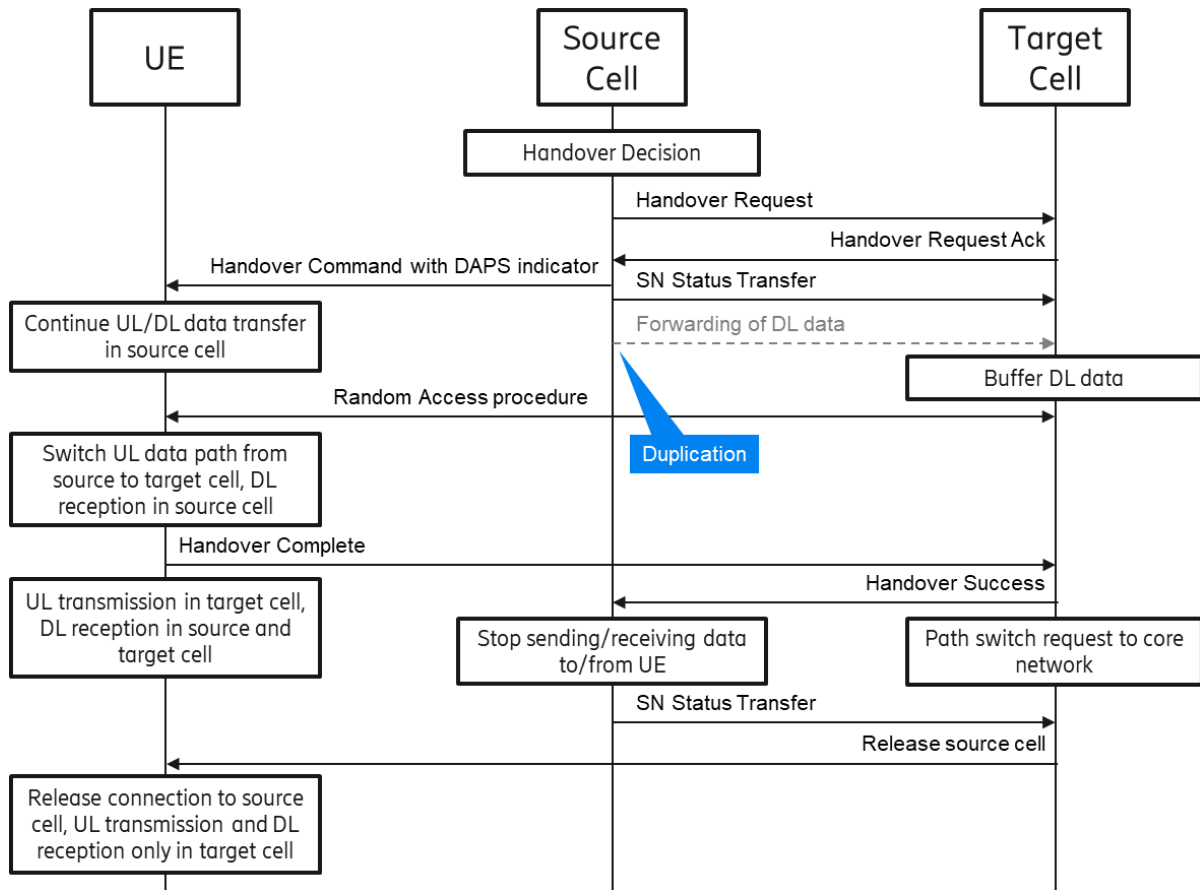 UE
Source
Cell
Target
Cell
Handover Decision
Handover Request
Handover Request Ack
Handover Command with DAPS indicator
SN Status Transfer
Continue UL/DL data transfer
in source cell
Forwarding of DL data
Buffer DL data
Random Access procedure
Duplication
Switch UL data path from
source to target cell, DL
reception in source cell
Handover Complete
Handover Success
UL transmission in target cell,
DL reception in source and
target cell
Stop sending/receiving data
to/from UE
Path switch request to core
network
SN Status Transfer
Release source cell
Release connection to source
cell, UL transmission and DL
reception only in target cell